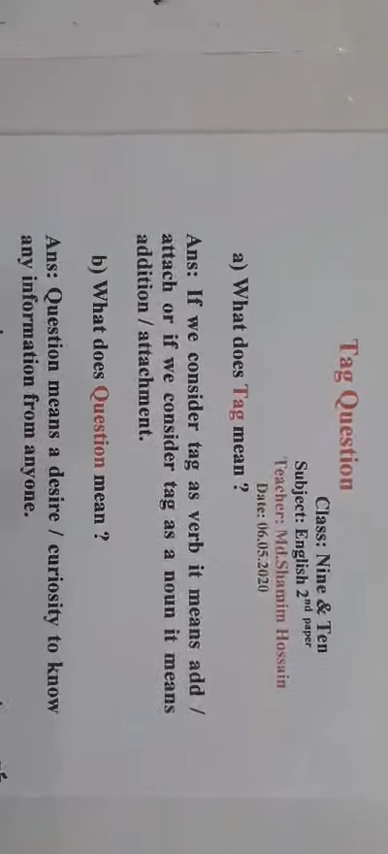 Tag Question
Class: Nine & Ten
Subject: English 2nd paper
Teacher: Md.Shamim Hossain
Date: 06.05.2020
a) What does Tag mean ?
Ans: If we consider tag as verb it means add /
attach or if we consider tag as a noun it means
addition / attachment.
b) What does Question mean ?
Ans: Question means a desire / curiosity to know
any information from anyone.